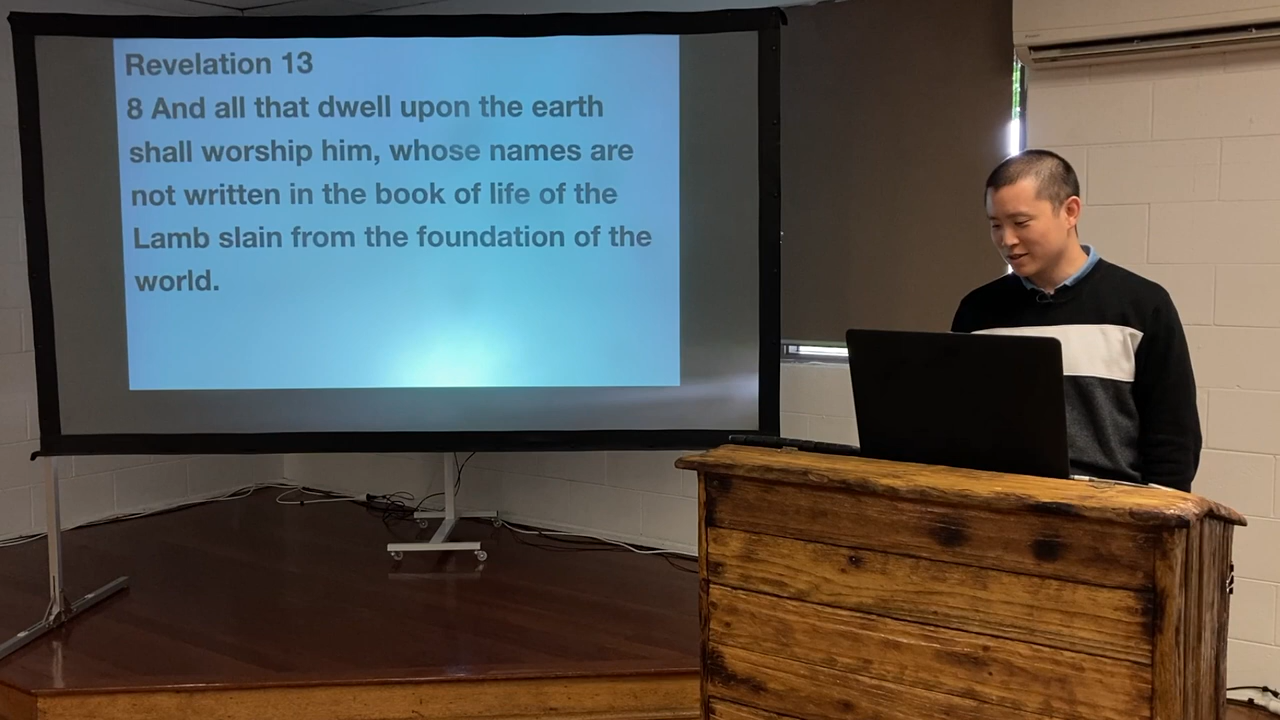 Revelation 13
8 And all that dwell upon the earth
shall worship him, whose names are
not written in the book of life of the
Lamb slain from the foundation of the
world.